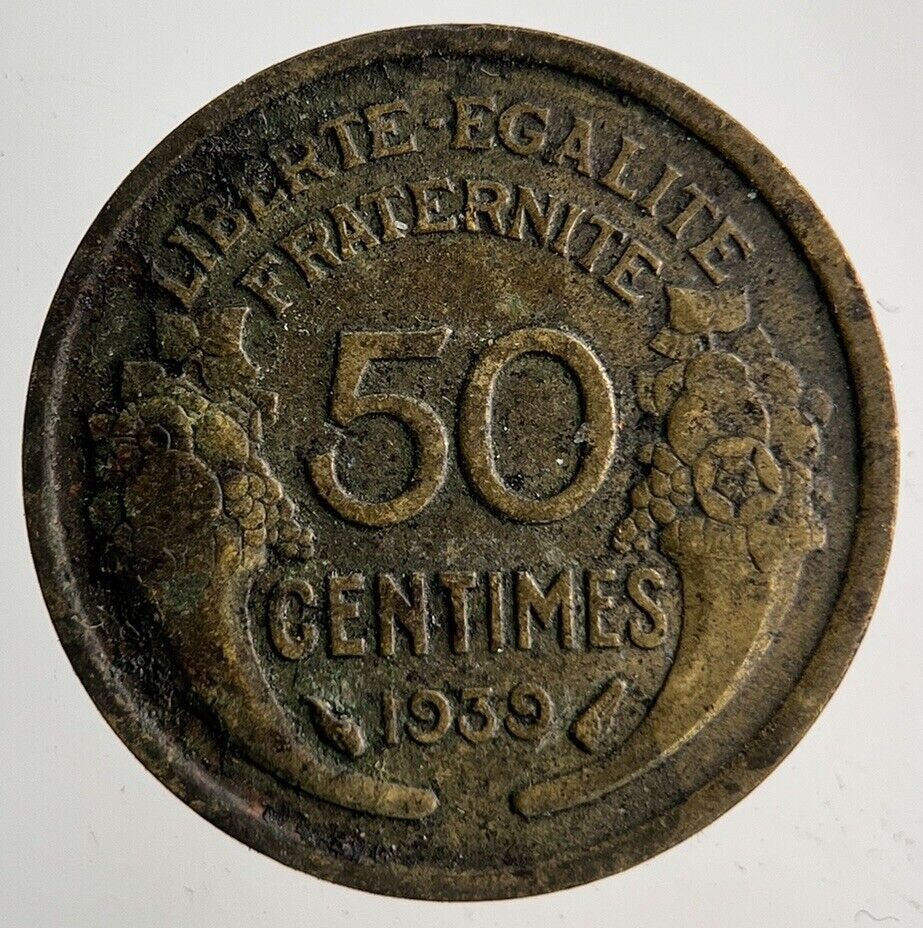 LIBERTE·EGALITE
FRATERNITE
50
CENTIMES
1939